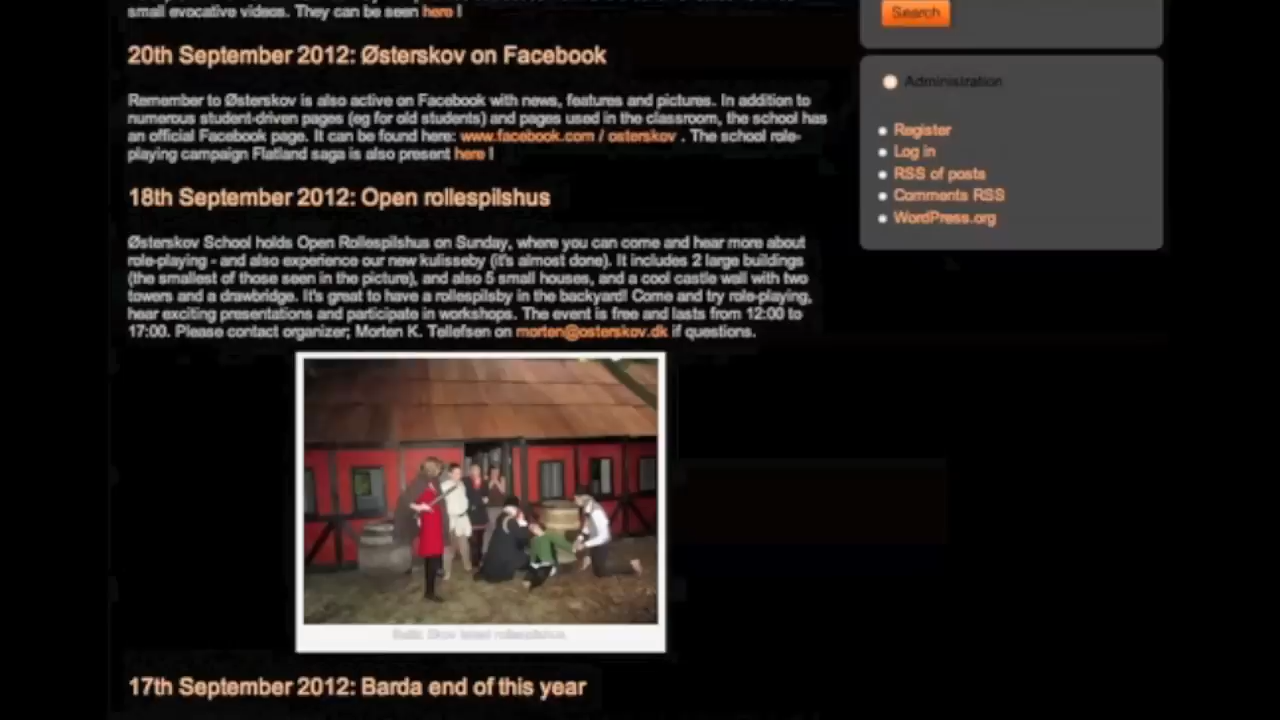 small evocative videos. They can be seen here !
20th September 2012: Østerskov on Facebook
Remember to Østerskov is also active on Facebook with news, features and pictures. In addition to
numerous student-driven pages (eg for old students) and pages used in the classroom, the school has
an official Facebook page. It can be found here: www.facebook.com / osterskov . The school role-
playing campaign Flatland saga is also present here !
18th September 2012: Open rollespilshus
Østerskov School holds Open Rollespilshus on Sunday, where you can come and hear more about
role-playing - and also experience our new kulisseby (it's almost done). It includes 2 large buildings
(the smallest of those seen in the picture), and also 5 small houses, and a cool castle wall with two
towers and a drawbridge. It's great to have a rollespilsby in the backyard! Come and try role-playing,
hear exciting presentations and participate in workshops. The event is free and lasts from 12:00 to
17:00. Please contact organizer; Morten K. Tellefsen on morten@osterskov.dk if questions.
17th September 2012: Barda end of this year
Search
Administration
Register
Log in
RSS of posts
Comments RSS
WordPress.org